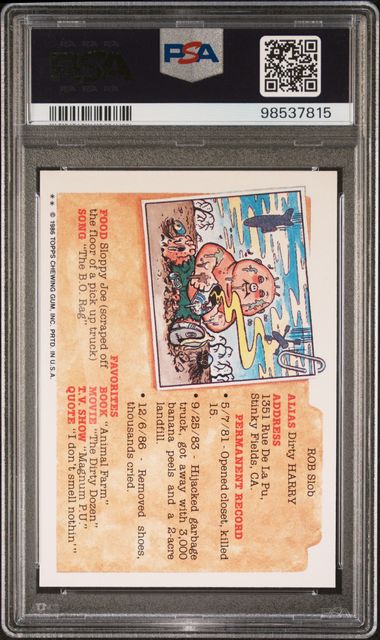 PSA
PSA
98537815
ROB Slob
ALIAS Dirty HARRY
ADDRESS
1351 Rue De La Pu,
Stinky Fields, CA
PERMANENT RECORD
• 5/7/81 - Opened closet, killed
15.
• 9/25/83 - Hijacked garbage
truck, got away with 3,000
banana peels and a 2-acre
landfill.
• 12/6/86 - Removed shoes,
thousands cried.
FAVORITES
FOOD Sloppy Joe (scraped off
the floor of a pick up truck)
SONG "The B.O. Rag"
BOOK "Animal Farm"
MOVIE "The Dirty Dozen"
T.V. SHOW "Magnum P.U."
QUOTE "I don't smell nothin'"
** © 1986 TOPPS CHEWING GUM, INC. PRTD. IN U.S.A.